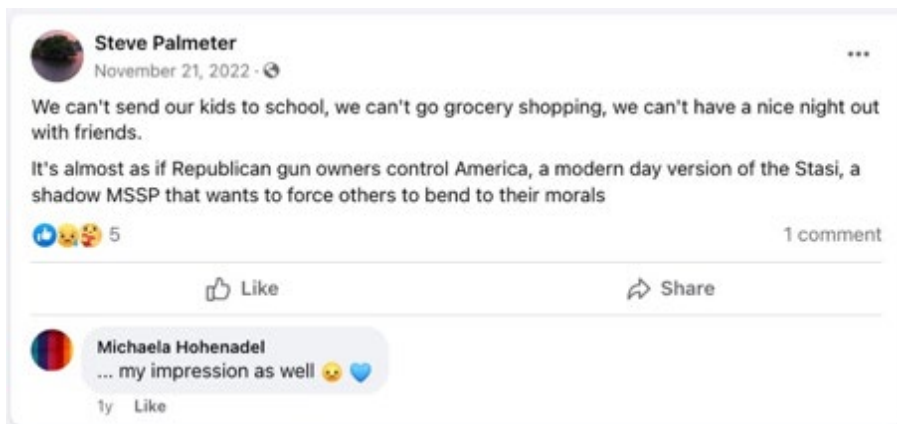 Steve Palmeter
November 21, 2022 ·
We can't send our kids to school, we can't go grocery shopping, we can't have a nice night out
with friends.
It's almost as if Republican gun owners control America, a modern day version of the Stasi, a
shadow MSSP that wants to force others to bend to their morals
5
1 comment
Like
Share
Michaela Hohenadel
... my impression as well 😖 💙
1y Like